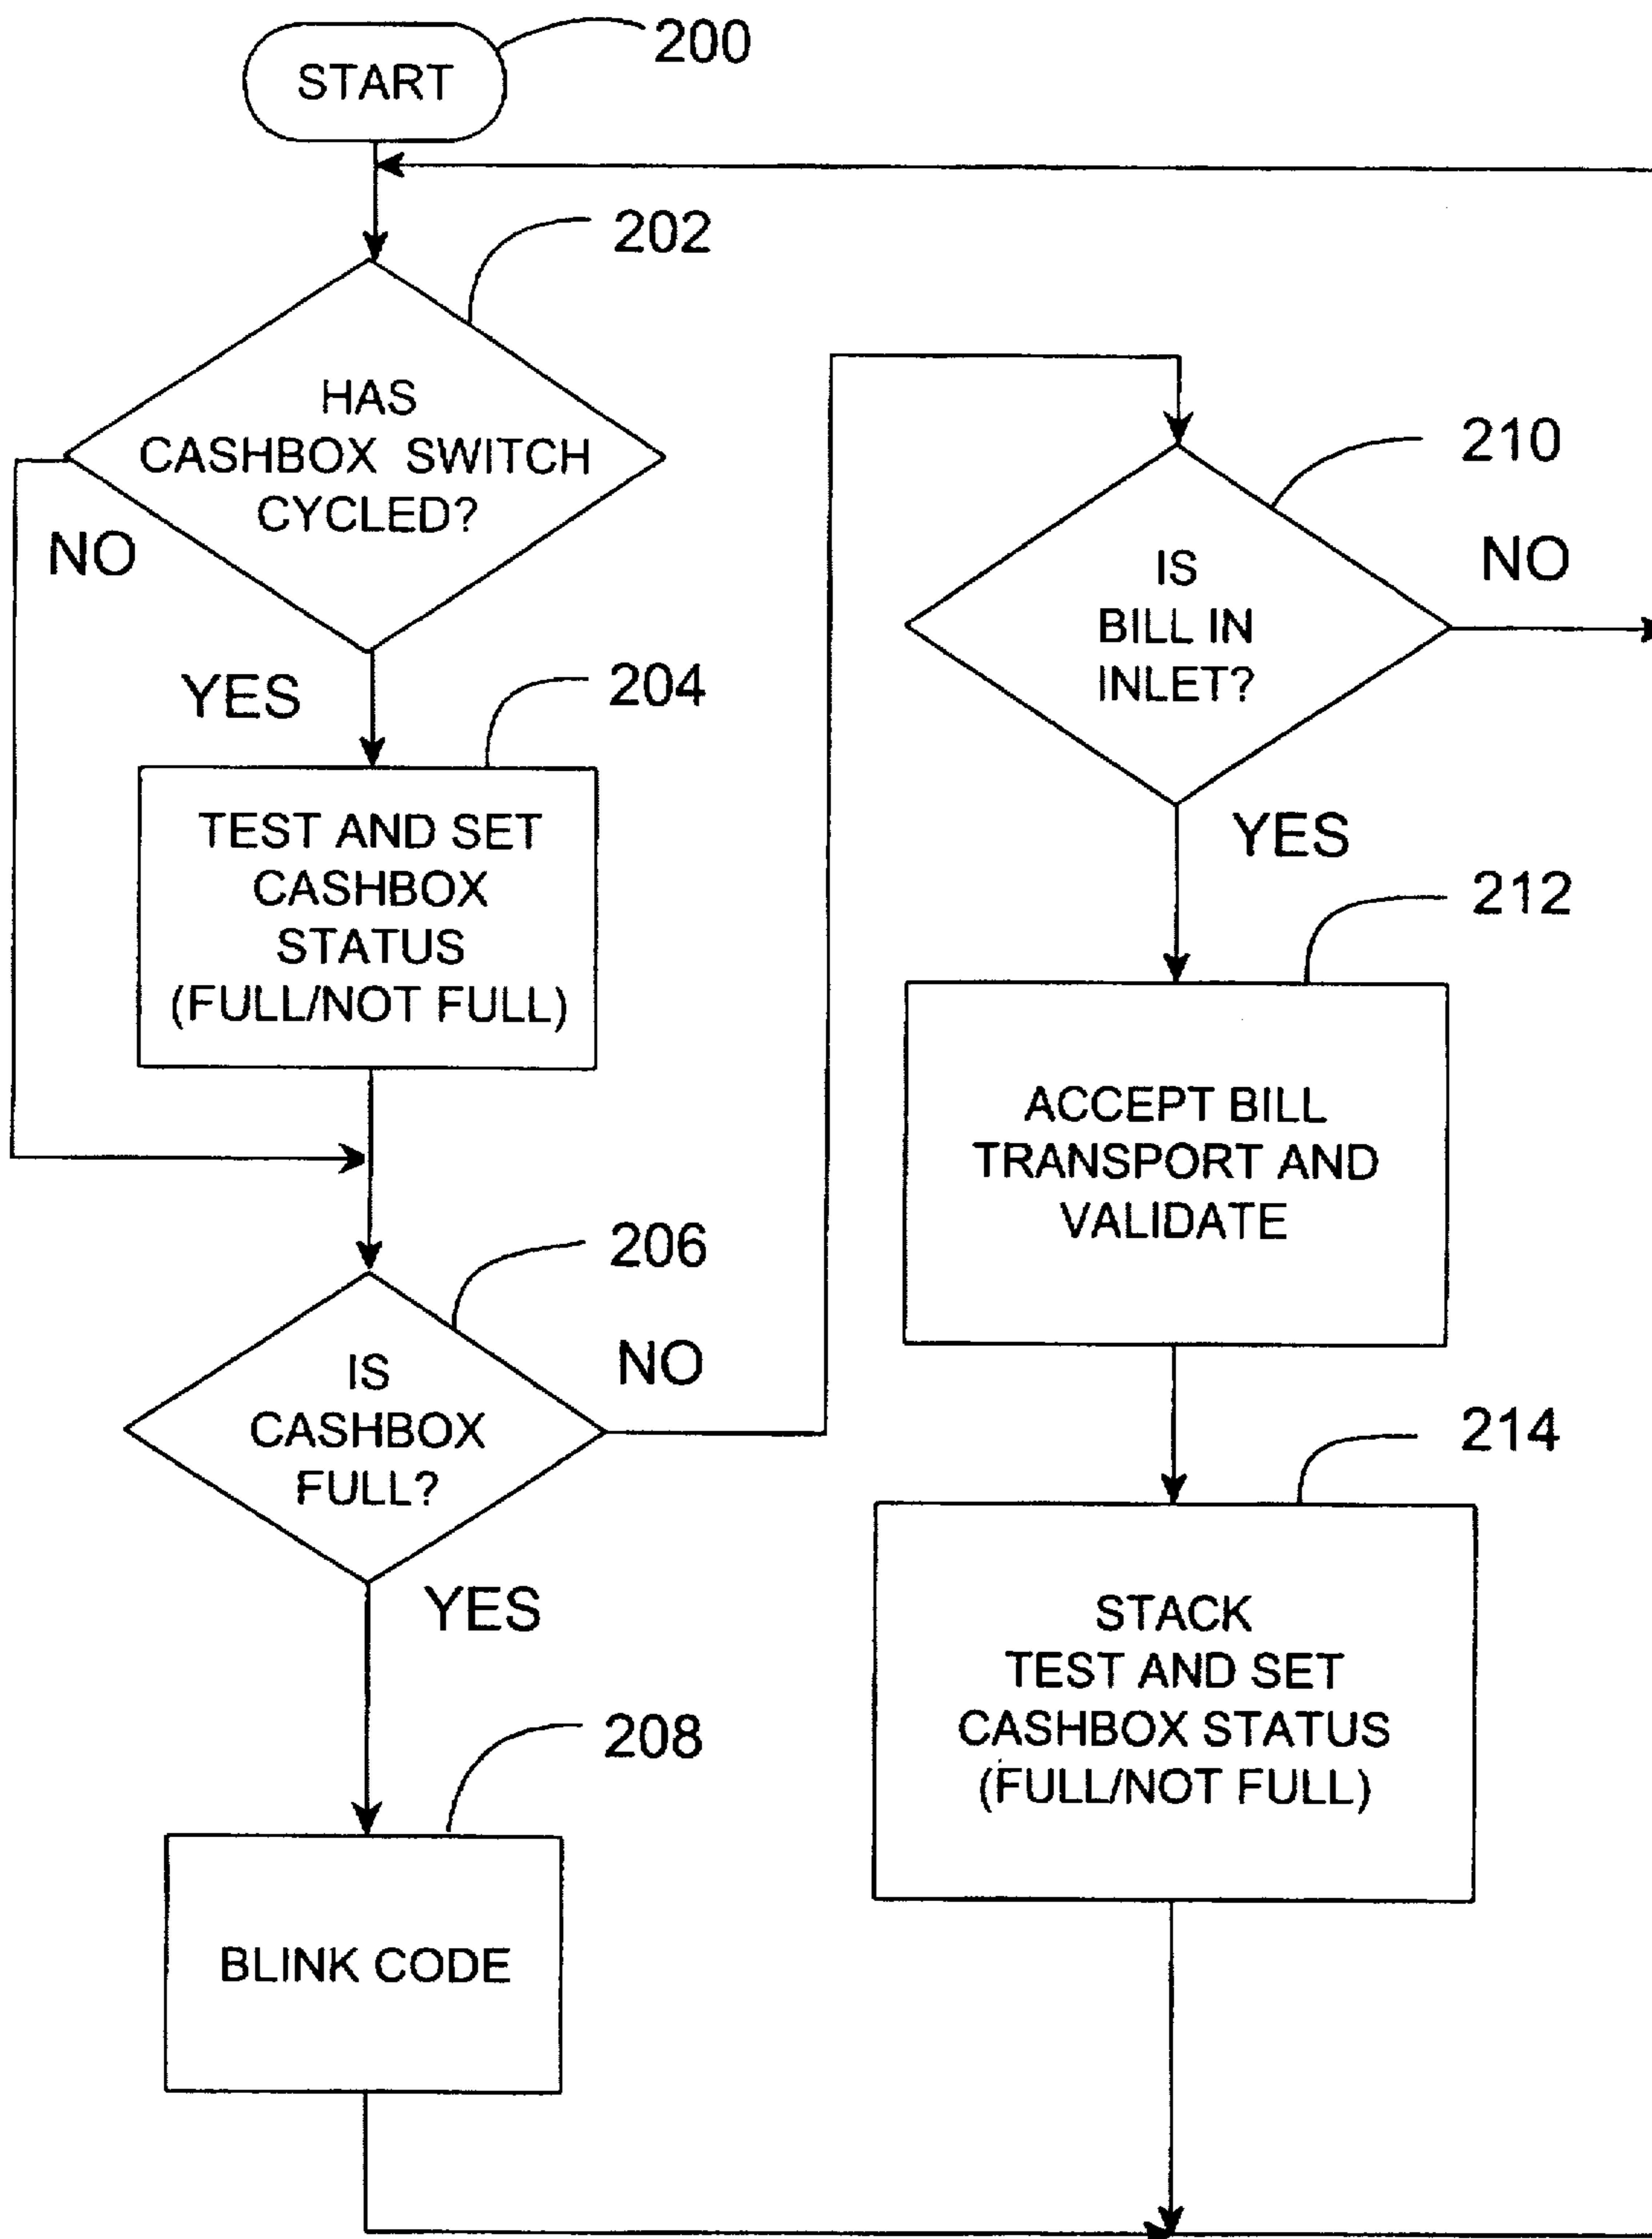 START
200
202
HAS
CASHBOX SWITCH
CYCLED?
NO
YES
204
TEST AND SET
CASHBOX
STATUS
(FULL/NOT FULL)
206
IS
CASHBOX
FULL?
NO
YES
208
BLINK CODE
210
IS
BILL IN
INLET?
NO
YES
212
ACCEPT BILL
TRANSPORT AND
VALIDATE
214
STACK
TEST AND SET
CASHBOX STATUS
(FULL/NOT FULL)